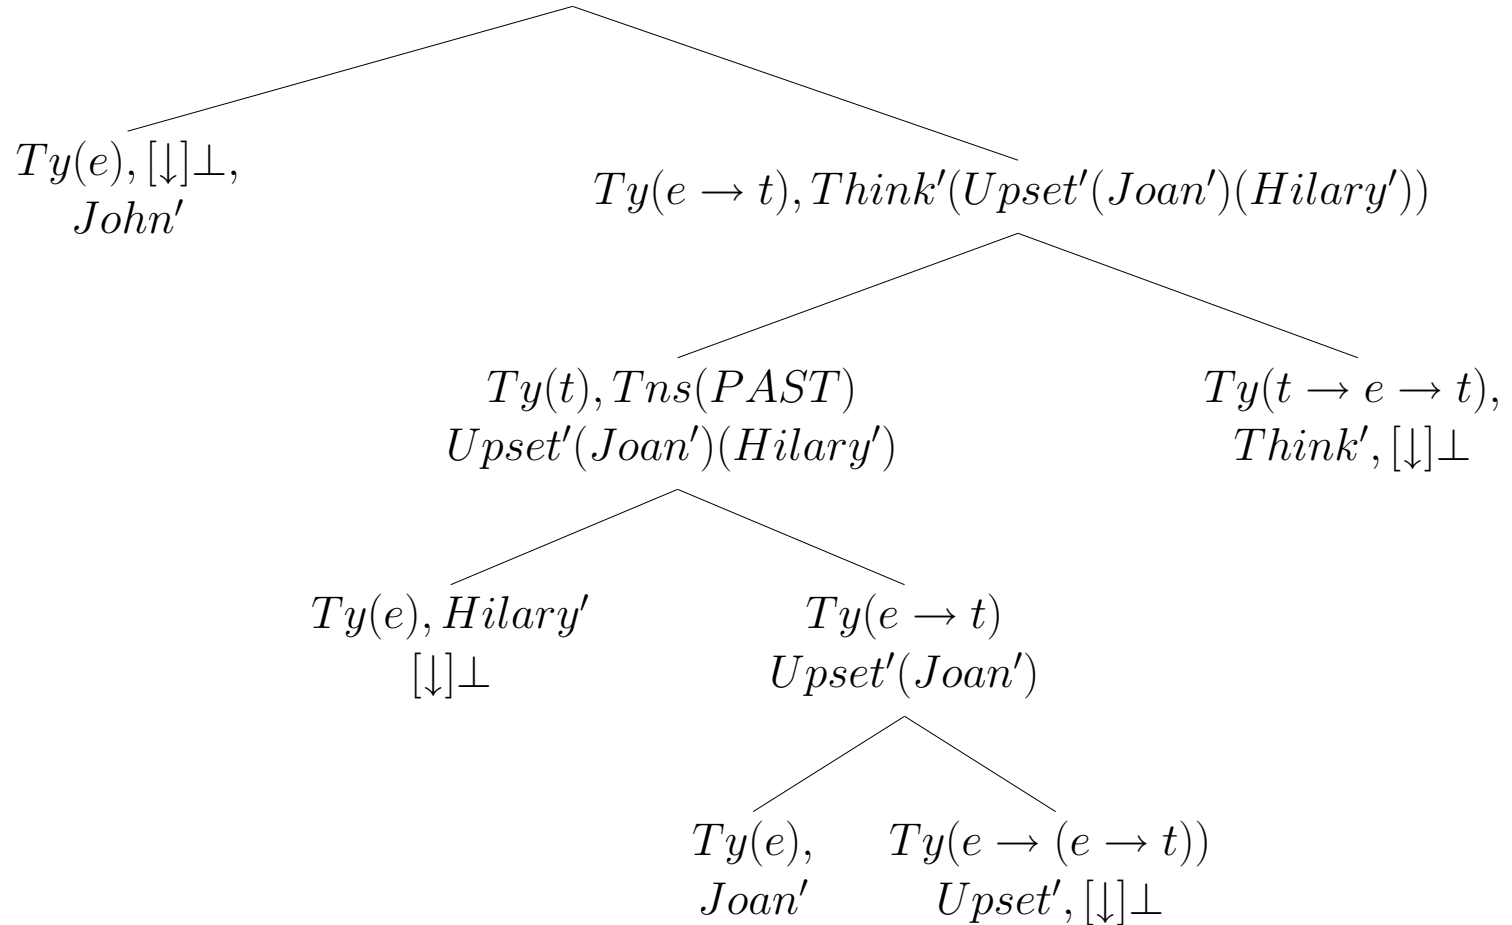 Ty(e), [↓]⊥,
John′
Ty(e → t), Think′(Upset′(Joan′)(Hilary′))
Ty(t), Tns(PAST)
Upset′(Joan′)(Hilary′)
Ty(t → e → t),
Think′, [↓]⊥
Ty(e), Hilary′
[↓]⊥
Ty(e → t)
Upset′(Joan′)
Ty(e),
Joan′
Ty(e → (e → t))
Upset′, [↓]⊥